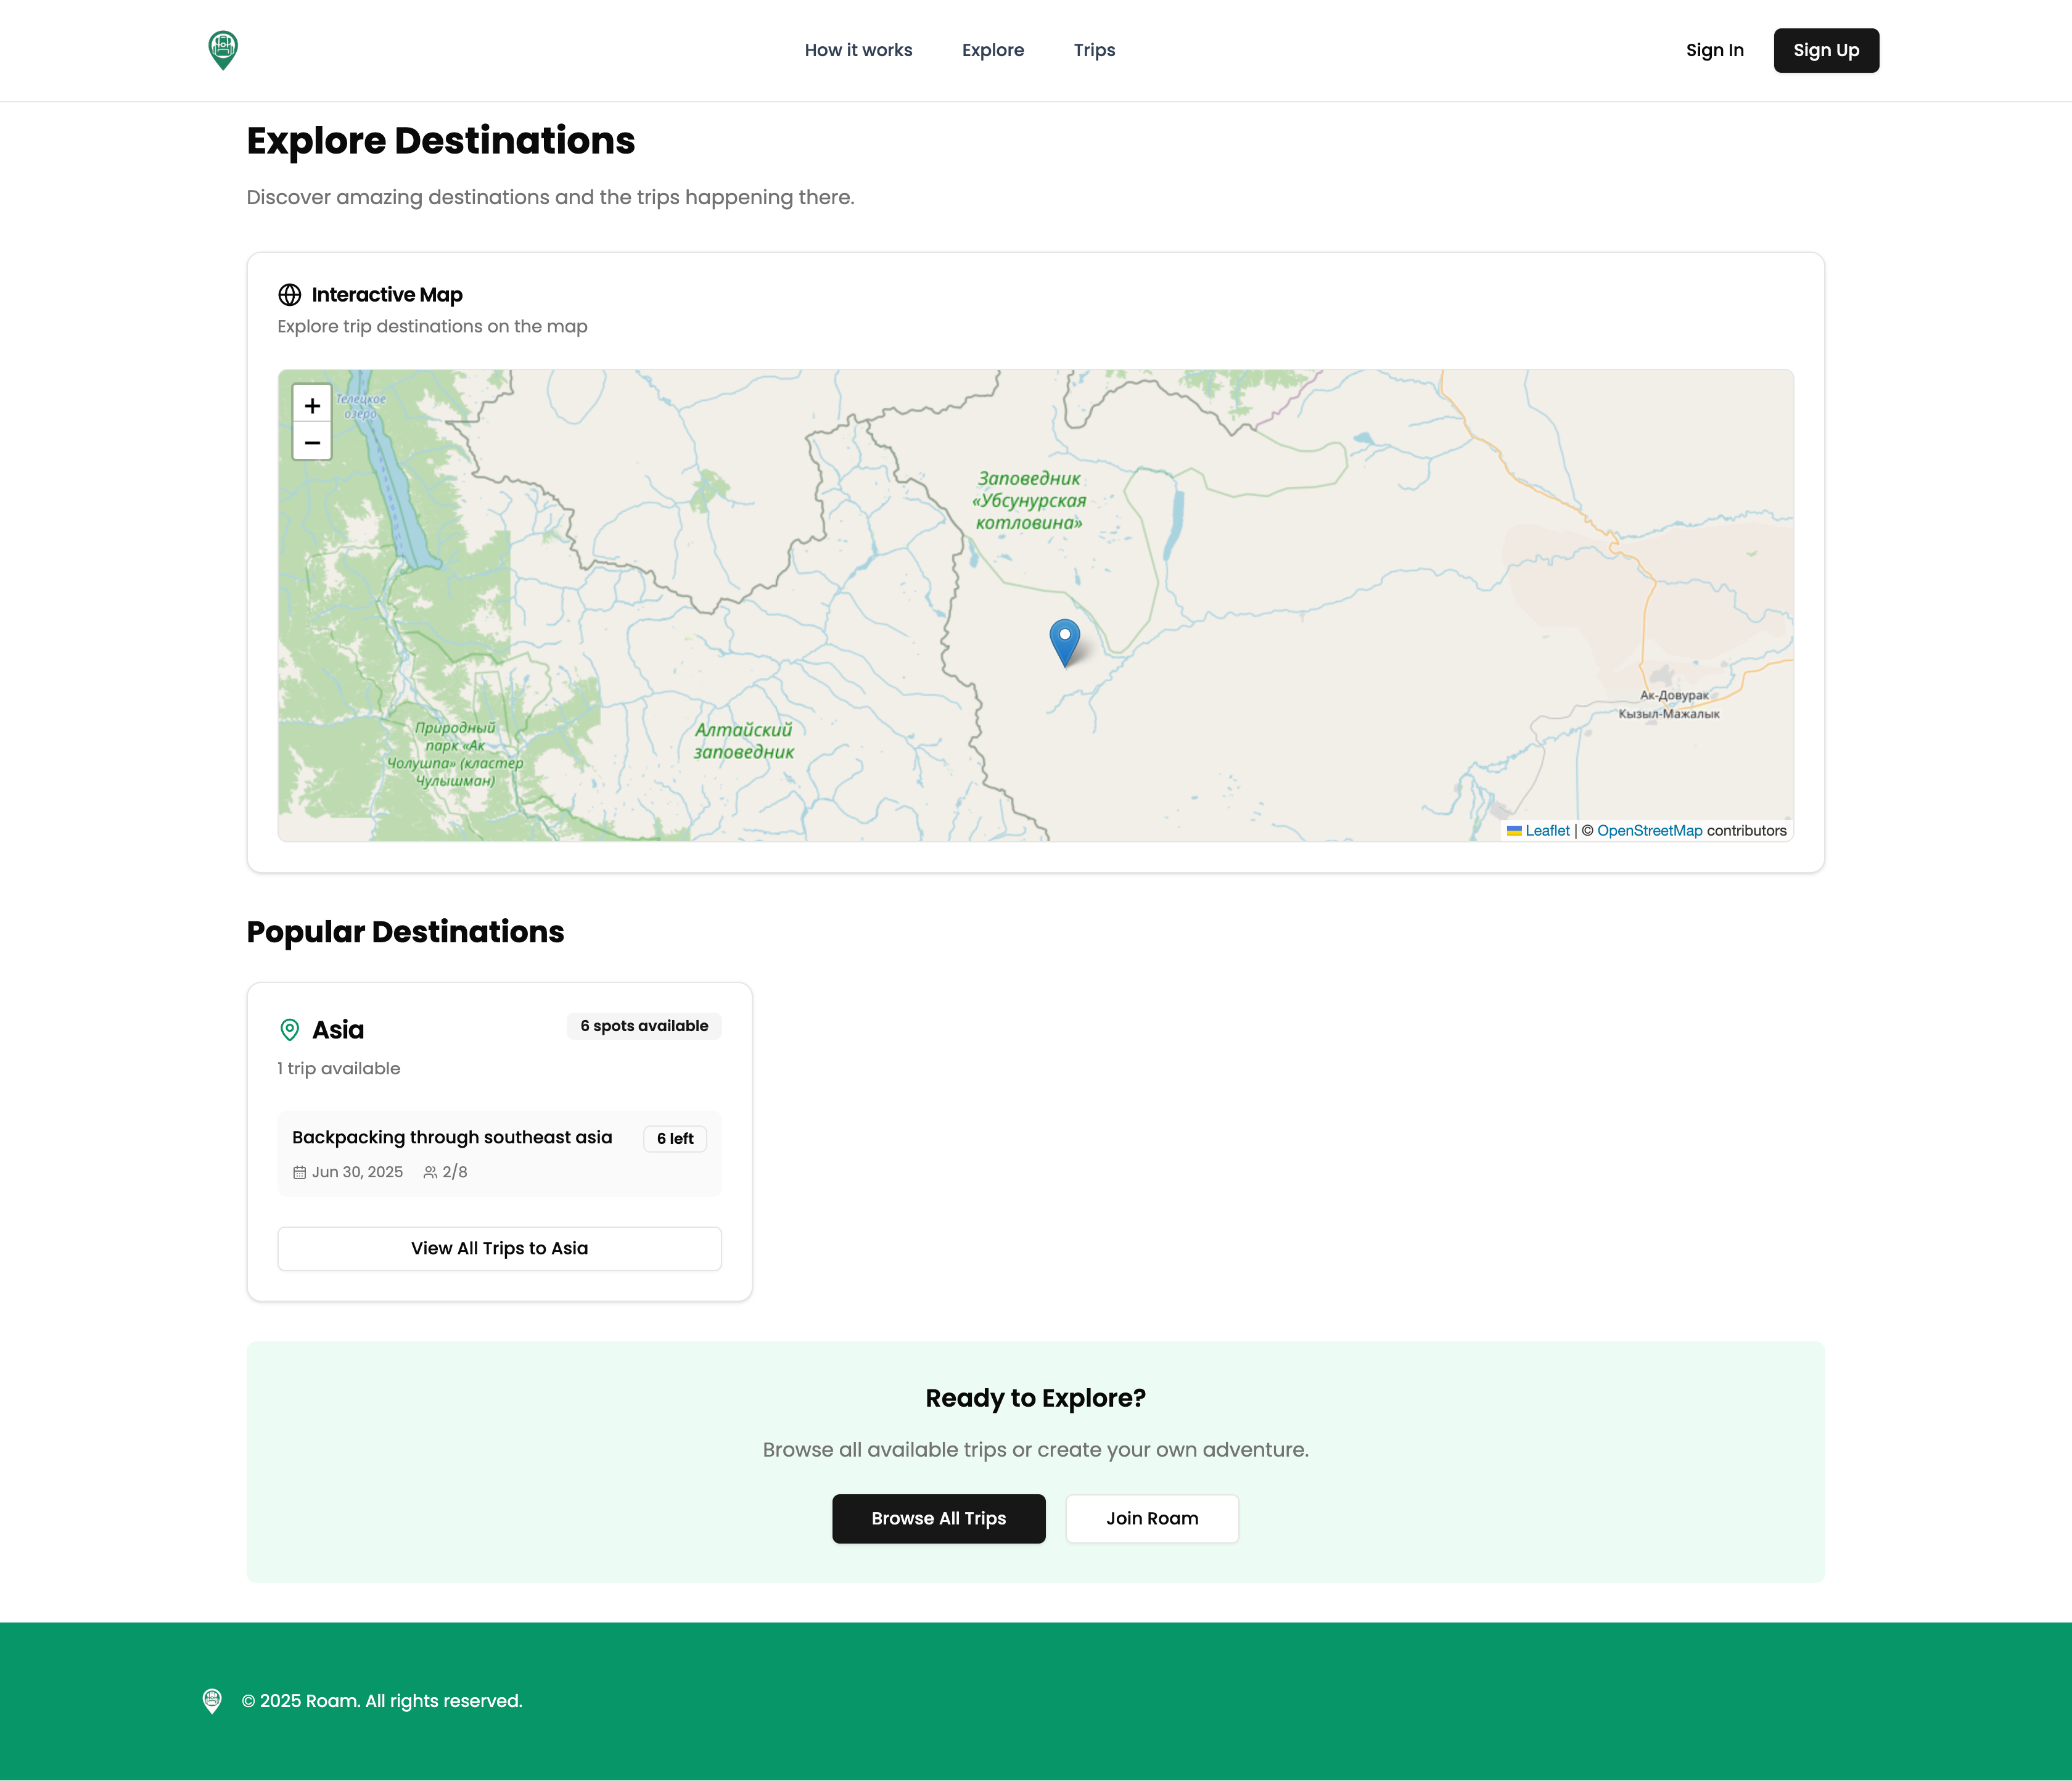 How it works
Explore
Trips
Sign In
Sign Up
Explore Destinations
Discover amazing destinations and the trips happening there.
Interactive Map
Explore trip destinations on the map
+
−
Телецкое
озеро
Заповедник
«Убсунурская
котловина»
Ак-Довурак
Кызыл-Мажалык
Природный
парк «Ак
Чолушпа» (кластер
Чулышман)
Алтайский
заповедник
Leaflet | © OpenStreetMap contributors
Popular Destinations
Asia
6 spots available
1 trip available
Backpacking through southeast asia
6 left
Jun 30, 2025
2/8
View All Trips to Asia
Ready to Explore?
Browse all available trips or create your own adventure.
Browse All Trips
Join Roam
© 2025 Roam. All rights reserved.